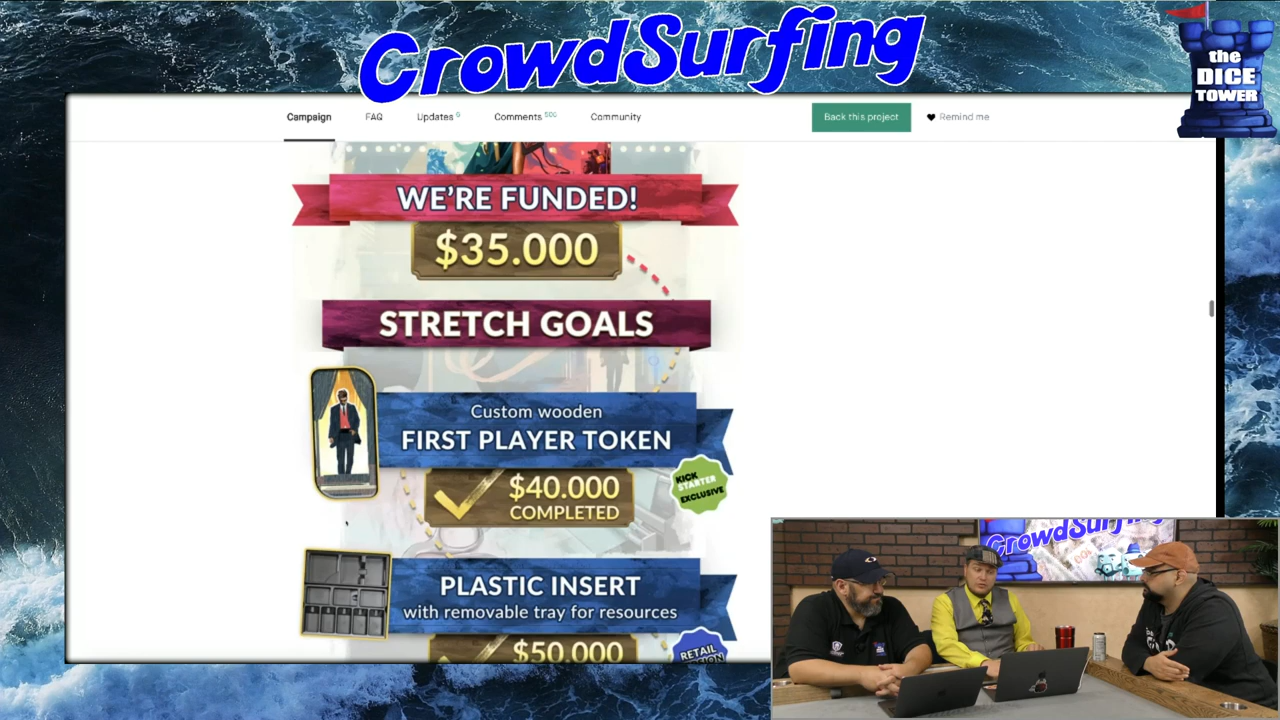 CrowdSurfing
the
DICE
TOWER
Campaign FAQ Updates Comments Community Back this project Remind me
WE'RE FUNDED!
$35.000
STRETCH GOALS
Custom wooden
FIRST PLAYER TOKEN
$40.000
COMPLETED
KICK
STARTER
EXCLUSIVE
PLASTIC INSERT
with removable tray for resources
$50.000
RETAIL
CrowdSurfing